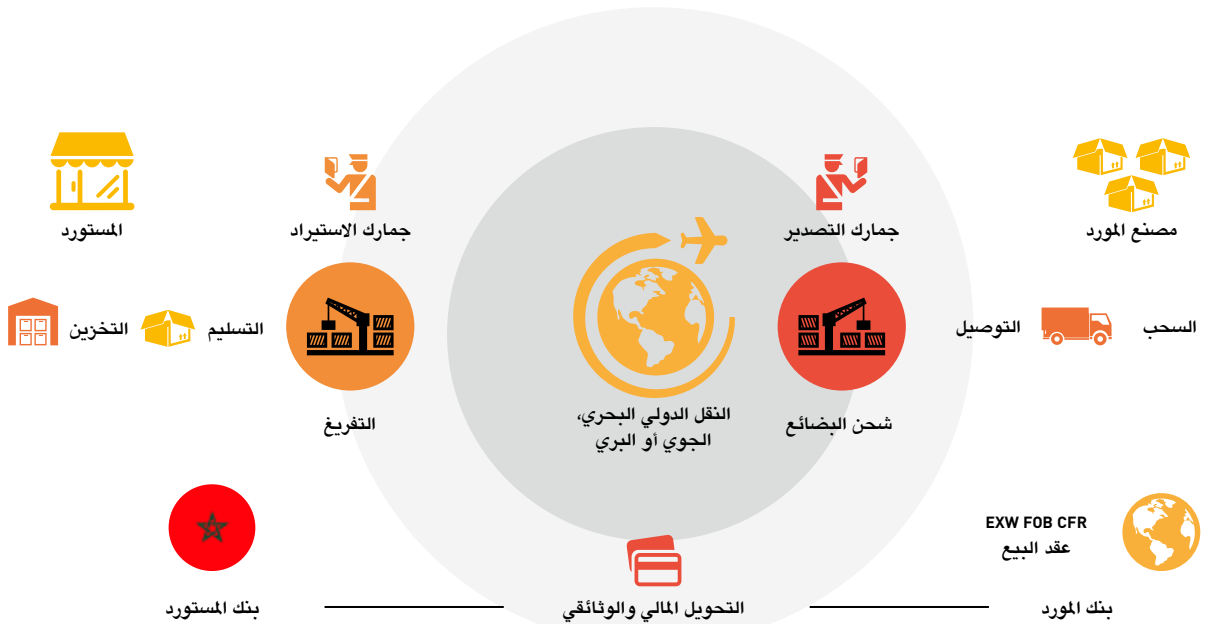 مصنع المورد
جمارك التصدير
جمارك الاستيراد
المستورد
السحب
التوصيل
التسليم
التخزين
شحن البضائع
النقل الدولي البحري،
الجوي أو البري
التفريغ
EXW FOB CFR
عقد البيع
بنك المورد
التحويل المالي والوثائقي
بنك المستورد